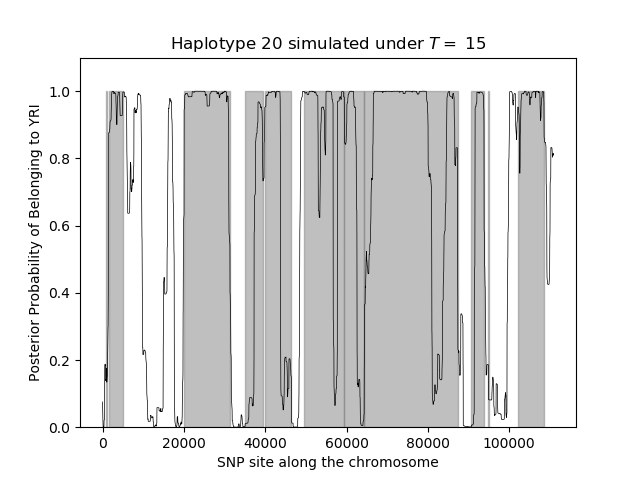 Haplotype 20 simulated under T = 15
Posterior Probability of Belonging to YRI
1.0
0.8
0.6
0.4
0.2
0.0
0 20000 40000 60000 80000 100000
SNP site along the chromosome